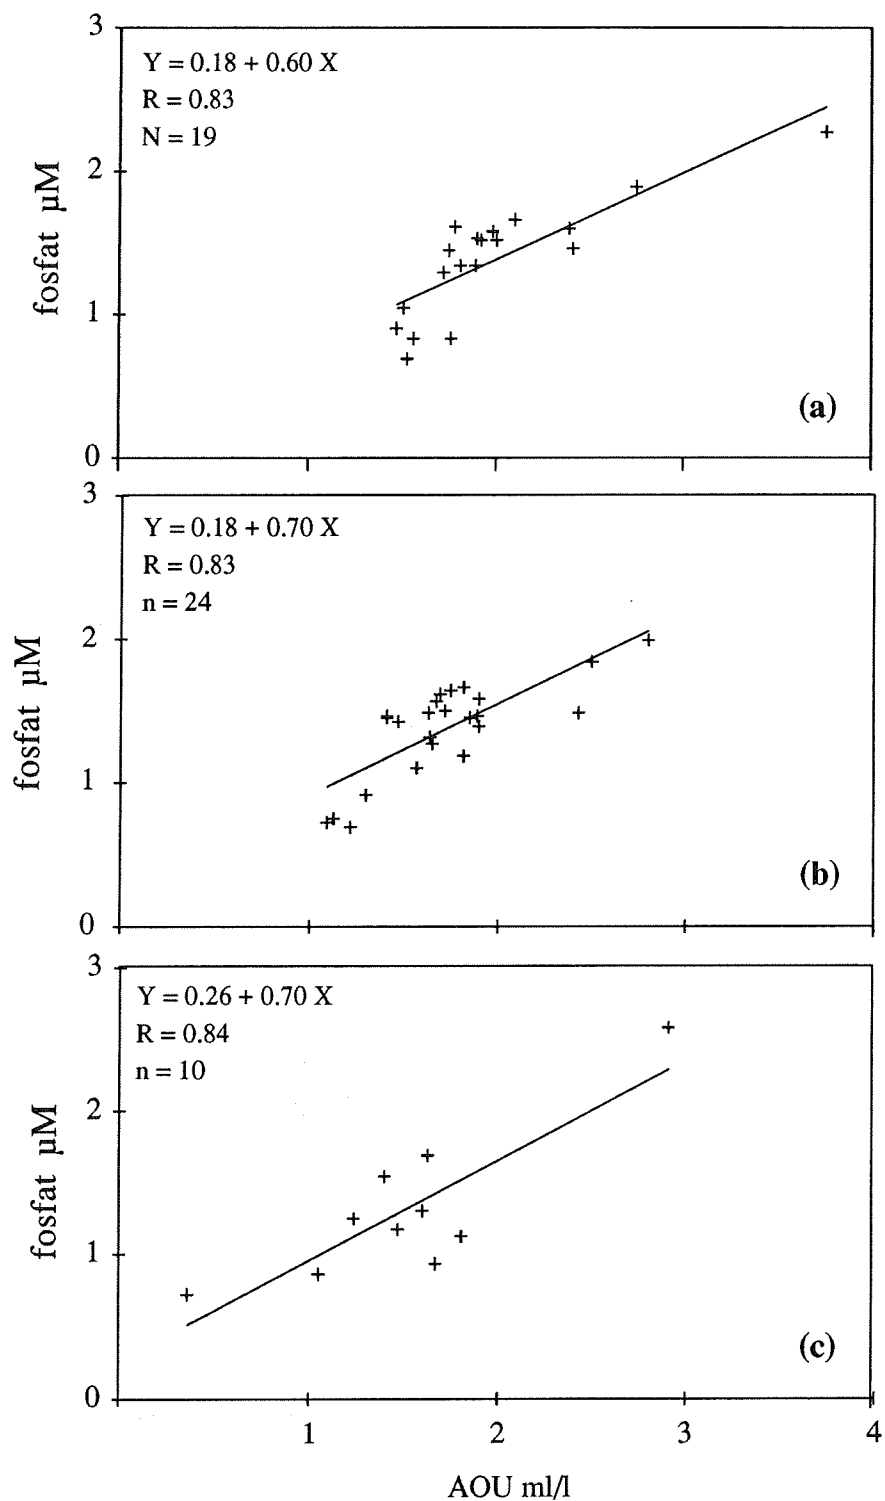 3
Y = 0.18 + 0.60 X
R = 0.83
N = 19
2
fosfat µM
1
(a)
0
3
Y = 0.18 + 0.70 X
R = 0.83
n = 24
2
fosfat µM
1
(b)
0
3
Y = 0.26 + 0.70 X
R = 0.84
n = 10
2
fosfat µM
1
(c)
0
1 2 3 4
AOU ml/l